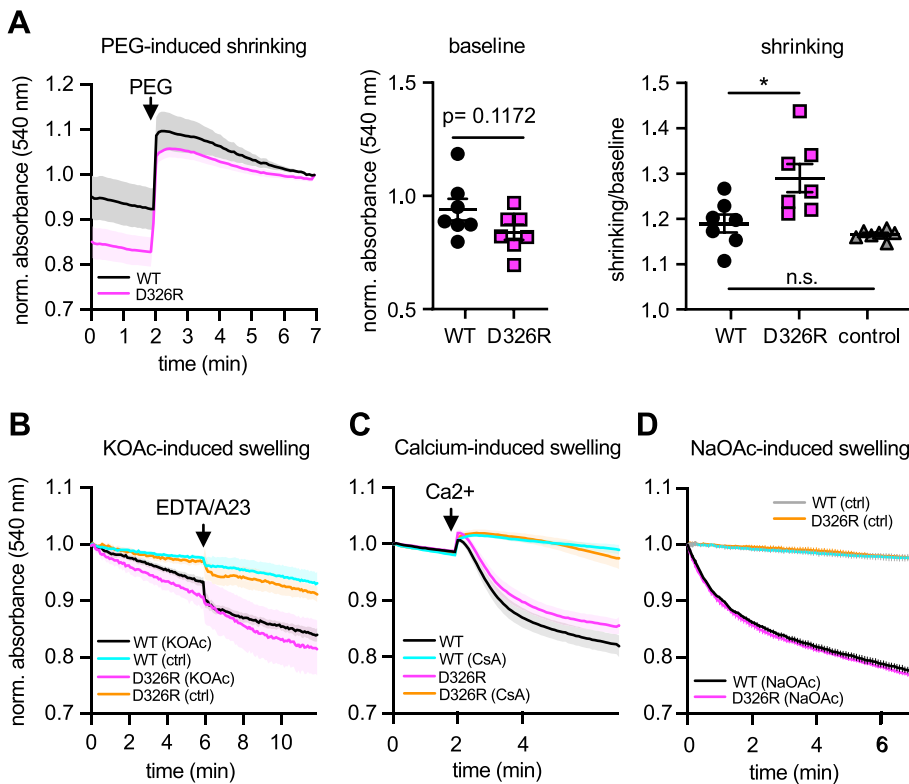 A
PEG-induced shrinking
norm. absorbance (540 nm)
1.2
1.1
1.0
0.9
0.8
0.7
PEG
WT
D326R
0 1 2 3 4 5 6 7
time (min)
baseline
norm. absorbance (540 nm)
1.5
1.0
0.5
p= 0.1172
WT D326R
shrinking
shrinking/baseline
1.5
1.4
1.3
1.2
1.1
1.0
*
n.s.
WT D326R control
B
KOAc-induced swelling
norm. absorbance (540 nm)
1.1
1.0
0.9
0.8
0.7
EDTA/A23
WT (KOAc)
WT (ctrl)
D326R (KOAc)
D326R (ctrl)
0 2 4 6 8 10
time (min)
C
Calcium-induced swelling
1.1
1.0
0.9
0.8
0.7
Ca2+
WT
WT (CsA)
D326R
D326R (CsA)
0 2 4 6
time (min)
D
NaOAc-induced swelling
1.1
1.0
0.9
0.8
0.7
WT (ctrl)
D326R (ctrl)
WT (NaOAc)
D326R (NaOAc)
0 2 4 6
time (min)